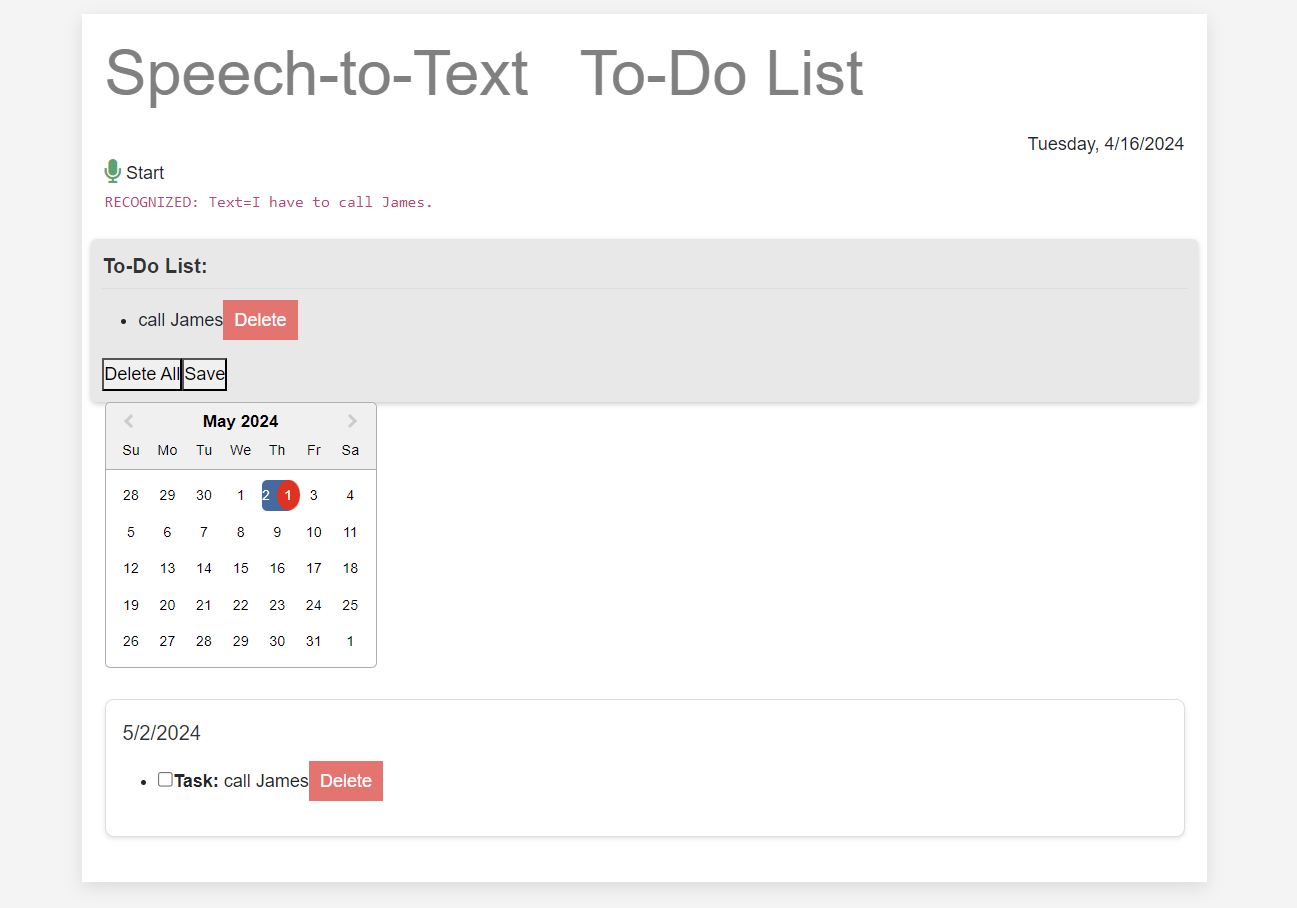 Speech-to-Text To-Do List
Tuesday, 4/16/2024
Start
RECOGNIZED: Text=I have to call James.
To-Do List:
call James Delete
Delete All Save
May 2024
Su Mo Tu We Th Fr Sa
28 29 30 1 2 1 3 4
5 6 7 8 9 10 11
12 13 14 15 16 17 18
19 20 21 22 23 24 25
26 27 28 29 30 31 1
5/2/2024
Task: call James Delete